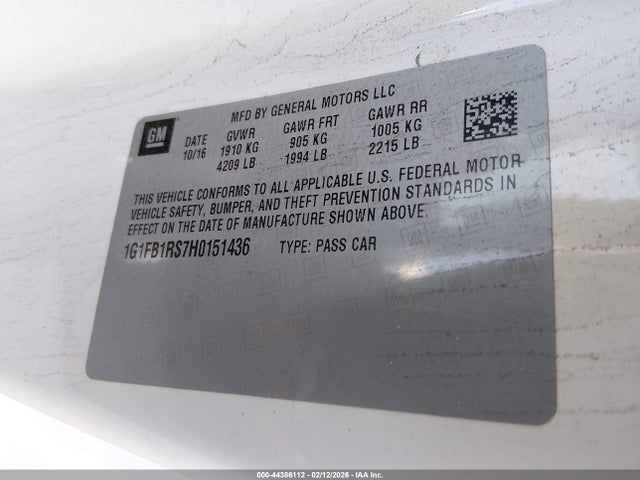 MFD BY GENERAL MOTORS LLC
GM
DATE GVWR GAWR FRT GAWR RR
10/16 1910 KG 905 KG 1005 KG
4209 LB 1994 LB 2215 LB
THIS VEHICLE CONFORMS TO ALL APPLICABLE U.S. FEDERAL MOTOR
VEHICLE SAFETY, BUMPER, AND THEFT PREVENTION STANDARDS IN
EFFECT ON THE DATE OF MANUFACTURE SHOWN ABOVE.
1G1FB1RS7H0151436 TYPE: PASS CAR
000-44386112 - 02/12/2026 - IAA Inc.